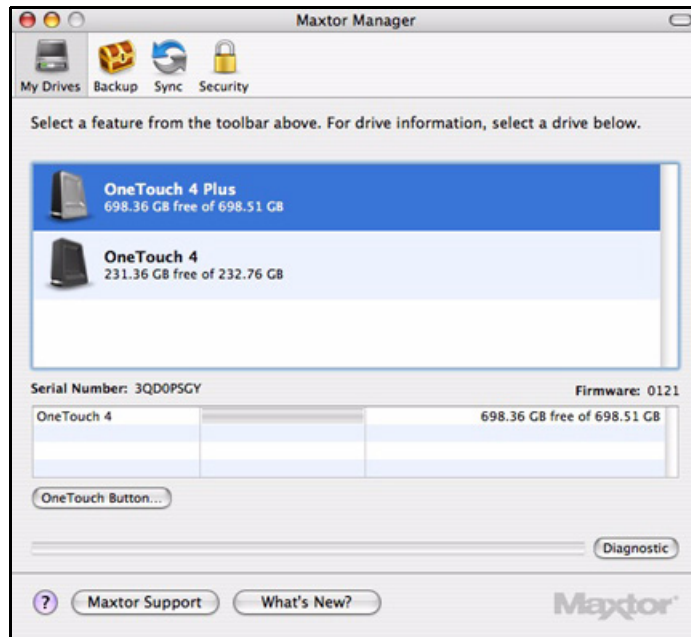 Maxtor Manager
My Drives Backup Sync Security
Select a feature from the toolbar above. For drive information, select a drive below.
OneTouch 4 Plus
698.36 GB free of 698.51 GB
OneTouch 4
231.36 GB free of 232.76 GB
Serial Number: 3QD0PSGY Firmware: 0121
OneTouch 4 698.36 GB free of 698.51 GB
OneTouch Button...
Diagnostic
? Maxtor Support What's New? Maxtor